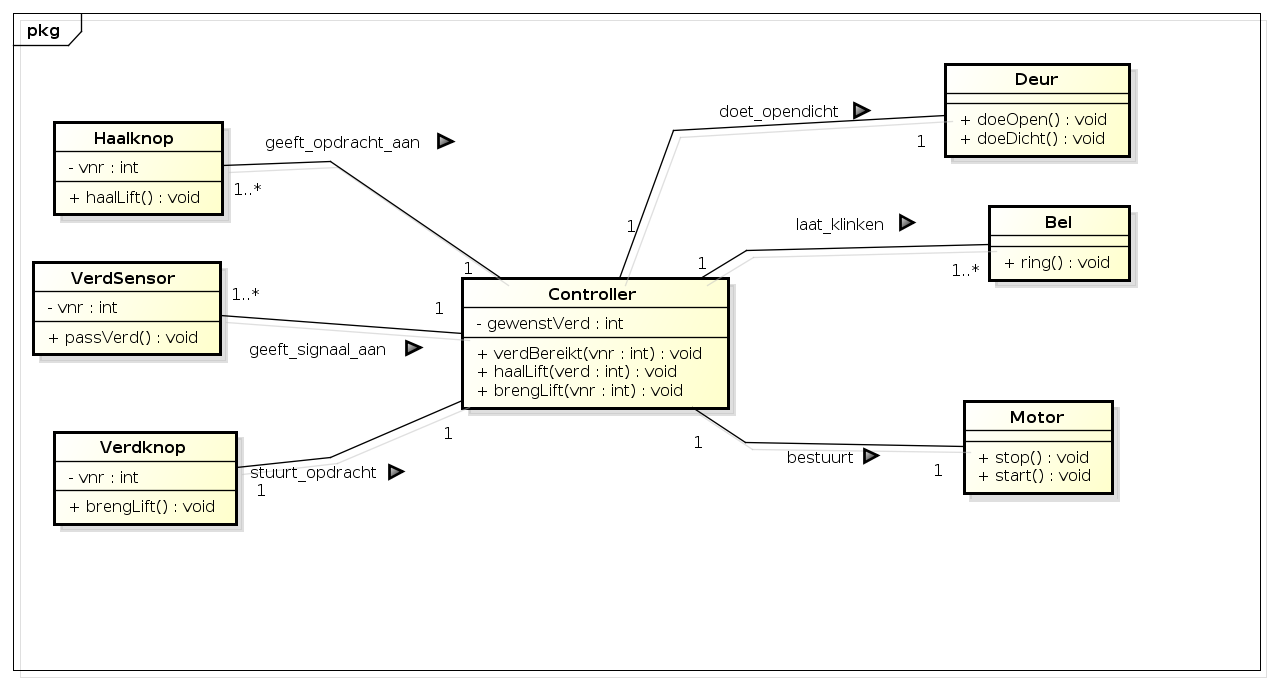 pkg
Haalknop
- vnr : int
+ haalLift() : void
geeft_opdracht_aan
1..*
1
VerdSensor
- vnr : int
+ passVerd() : void
1..*
1
geeft_signaal_aan
Verdknop
- vnr : int
+ brengLift() : void
stuurt_opdracht
1
1
Controller
- gewenstVerd : int
+ verdBereikt(vnr : int) : void
+ haalLift(verd : int) : void
+ brengLift(vnr : int) : void
doet_opendicht
1
1
Deur
+ doeOpen() : void
+ doeDicht() : void
laat_klinken
1
1..*
Bel
+ ring() : void
bestuurt
1
1
Motor
+ stop() : void
+ start() : void